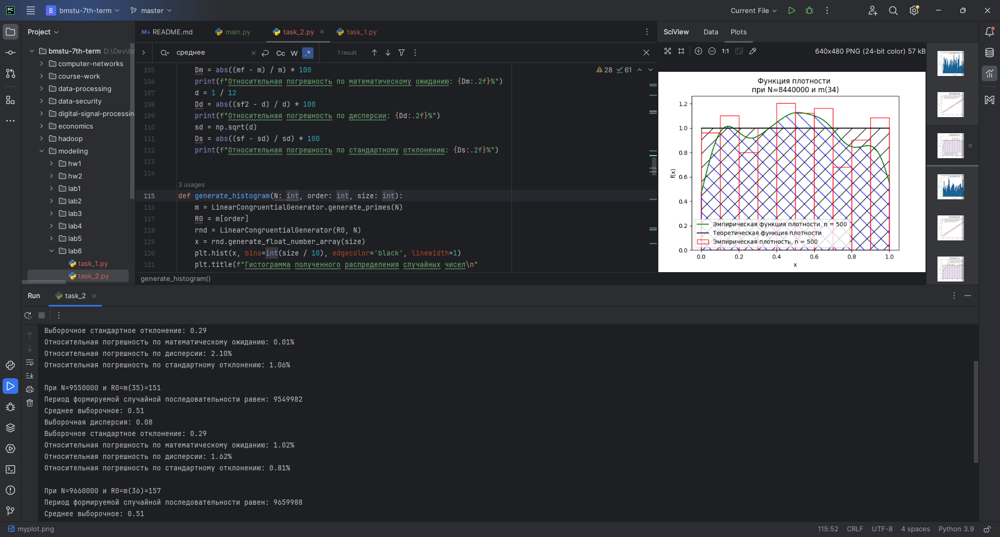 PC
B bmstu-7th-term
master
Current File
Project
README.md
main.py
task_2.py
task_1.py
SciView
Data
Plots
bmstu-7th-term D:\Dev\b
computer-networks
course-work
data-processing
data-security
digital-signal-processin
economics
hadoop
modeling
hw1
hw2
lab1
lab2
lab3
lab4
lab5
lab6
task_1.py
task_2.py
среднее
Cc W .*
1 result
28 61
105 Dm = abs((mf - m) / m) * 100
106 print(f"Относительная погрешность по математическому ожиданию: {Dm:.2f}%")
107 d = 1 / 12
108 Dd = abs((sf2 - d) / d) * 100
109 print(f"Относительная погрешность по дисперсии: {Dd:.2f}%")
110 sd = np.sqrt(d)
111 Ds = abs((sf - sd) / sd) * 100
112 print(f"Относительная погрешность по стандартному отклонению: {Ds:.2f}%")
113
114
3 usages
115 def generate_histogram(N: int, order: int, size: int):
116 m = LinearCongruentialGenerator.generate_primes(N)
117 R0 = m[order]
118 rnd = LinearCongruentialGenerator(R0, N)
119 x = rnd.generate_float_number_array(size)
120 plt.hist(x, bins=int(size / 10), edgecolor='black', linewidth=1)
121 plt.title(f"Гистограмма полученного распределения случайных чисел\n"
generate_histogram()
1:1
640x480 PNG (24-bit color) 57 kB
Функция плотности
при N=8440000 и m(34)
1.2
1.0
0.8
0.6
0.4
0.2
0.0
f(x)
Эмпирическая функция плотности, n = 500
Теоретическая функция плотности
Эмпирическая плотность, n = 500
0.0 0.2 0.4 0.6 0.8 1.0
x
Run
task_2
Выборочное стандартное отклонение: 0.29
Относительная погрешность по математическому ожиданию: 0.01%
Относительная погрешность по дисперсии: 2.10%
Относительная погрешность по стандартному отклонению: 1.06%
При N=9550000 и R0=m(35)=151
Период формируемой случайной последовательности равен: 9549982
Среднее выборочное: 0.51
Выборочная дисперсия: 0.08
Выборочное стандартное отклонение: 0.29
Относительная погрешность по математическому ожиданию: 1.02%
Относительная погрешность по дисперсии: 1.62%
Относительная погрешность по стандартному отклонению: 0.81%
При N=9660000 и R0=m(36)=157
Период формируемой случайной последовательности равен: 9659988
Среднее выборочное: 0.51
myplot.png
115:52 CRLF UTF-8 4 spaces Python 3.9